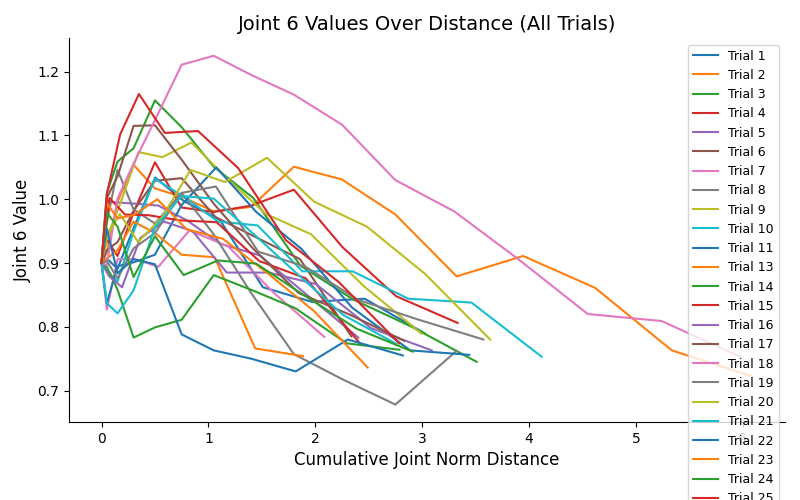 Joint 6 Values Over Distance (All Trials)
Joint 6 Value
1.2
1.1
1.0
0.9
0.8
0.7
0
1
2
3
4
5
6
Cumulative Joint Norm Distance
Trial 1
Trial 2
Trial 3
Trial 4
Trial 5
Trial 6
Trial 7
Trial 8
Trial 9
Trial 10
Trial 11
Trial 13
Trial 14
Trial 15
Trial 16
Trial 17
Trial 18
Trial 19
Trial 20
Trial 21
Trial 22
Trial 23
Trial 24
Trial 25